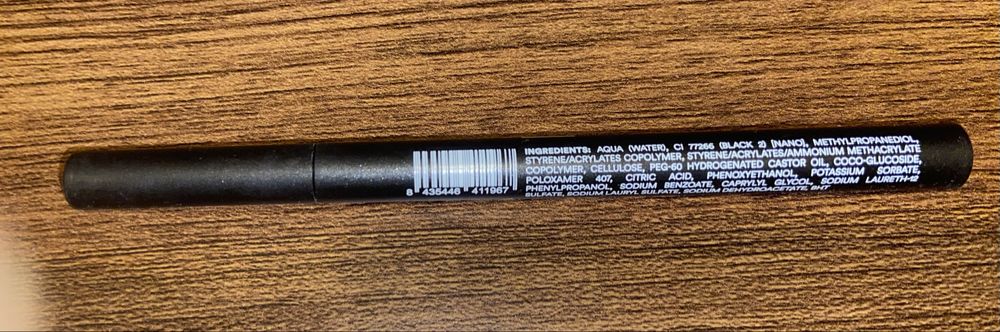 INGREDIENTS: AQUA (WATER), CI 77266 (BLACK 2) (NANO), METHYLPROPANEDIOL,
STYRENE/ACRYLATES COPOLYMER, STYRENE/ACRYLATES/AMMONIUM METHACRYLATE
COPOLYMER, CELLULOSE, PEG-60 HYDROGENATED CASTOR OIL, COCO-GLUCOSIDE,
POLOXAMER 407, CITRIC ACID, PHENOXYETHANOL, POTASSIUM SORBATE,
PHENYLPROPANOL, SODIUM BENZOATE, CAPRYLYL GLYCOL, SODIUM LAURETH-12
SULFATE, SODIUM LAURYL SULFATE, SODIUM DEHYDROACETATE, BHT
8 435446 411967